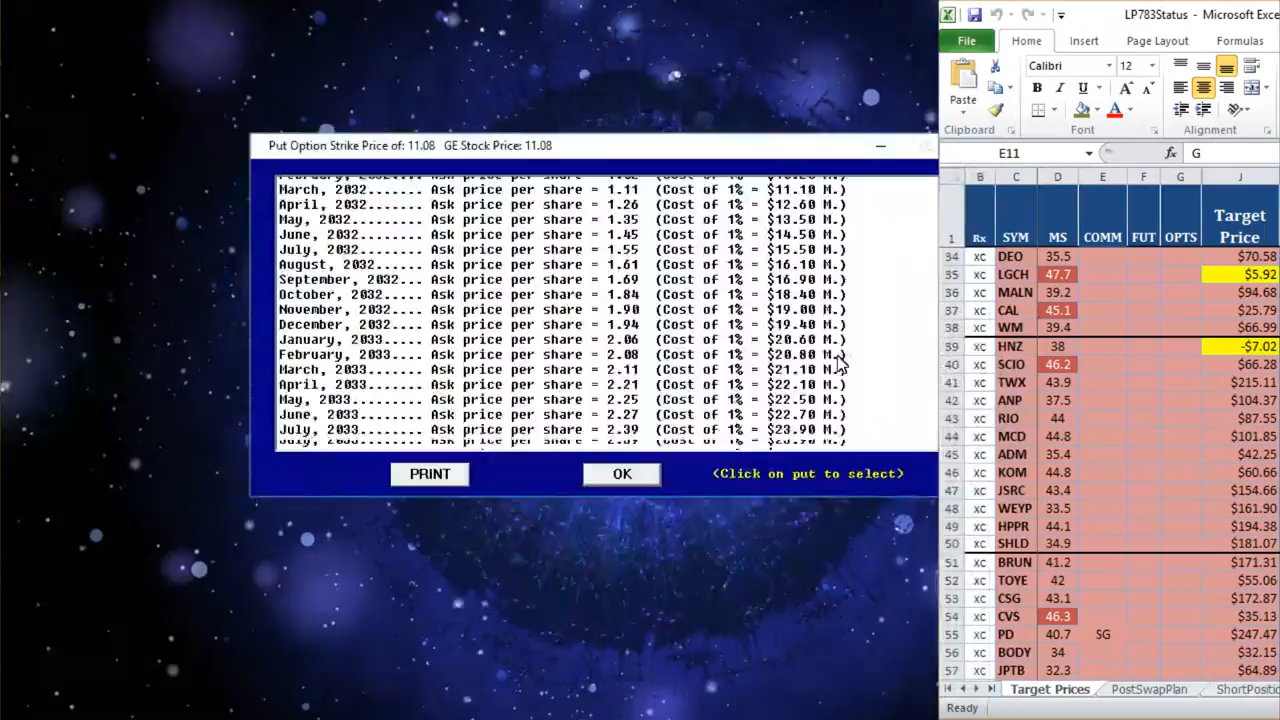 Put Option Strike Price of: 11.08 GE Stock Price: 11.08
March, 2032....... Ask price per share = 1.11 (Cost of 1% = $11.10 M.)
April, 2032....... Ask price per share = 1.26 (Cost of 1% = $12.60 M.)
May, 2032......... Ask price per share = 1.35 (Cost of 1% = $13.50 M.)
June, 2032........ Ask price per share = 1.45 (Cost of 1% = $14.50 M.)
July, 2032........ Ask price per share = 1.55 (Cost of 1% = $15.50 M.)
August, 2032...... Ask price per share = 1.61 (Cost of 1% = $16.10 M.)
September, 2032... Ask price per share = 1.69 (Cost of 1% = $16.90 M.)
October, 2032..... Ask price per share = 1.84 (Cost of 1% = $18.40 M.)
November, 2032.... Ask price per share = 1.90 (Cost of 1% = $19.00 M.)
December, 2032.... Ask price per share = 1.94 (Cost of 1% = $19.40 M.)
January, 2033..... Ask price per share = 2.06 (Cost of 1% = $20.60 M.)
February, 2033.... Ask price per share = 2.08 (Cost of 1% = $20.80 M.)
March, 2033....... Ask price per share = 2.11 (Cost of 1% = $21.10 M.)
April, 2033....... Ask price per share = 2.21 (Cost of 1% = $22.10 M.)
May, 2033......... Ask price per share = 2.25 (Cost of 1% = $22.50 M.)
June, 2033........ Ask price per share = 2.27 (Cost of 1% = $22.70 M.)
July, 2033........ Ask price per share = 2.39 (Cost of 1% = $23.90 M.)
PRINT OK (Click on put to select)
LP783Status - Microsoft Exce
File Home Insert Page Layout Formulas
Calibri 12
Paste B I U A A A
Clipboard Font Alignment
E11 fx G
B C D E F G J
1 Rx SYM MS COMM FUT OPTS Target Price
34 XC DEO 35.5 $70.58
35 XC LGCH 47.7 $5.92
36 XC MALN 39.2 $94.68
37 XC CAL 45.1 $25.79
38 XC WM 39.4 $66.99
39 XC HNZ 38 -$7.02
40 XC SCIO 46.2 $66.28
41 XC TWX 43.9 $215.11
42 XC ANP 37.5 $104.37
43 XC RIO 44 $87.55
44 XC MCD 44.8 $101.85
45 XC ADM 35.4 $42.25
46 XC KOM 44.8 $60.66
47 XC JSRC 43.4 $154.66
48 XC WEYP 33.5 $161.90
49 XC HPPR 44.1 $194.38
50 XC SHLD 34.9 $181.07
51 XC BRUN 41.2 $171.31
52 XC TOYE 42 $55.06
53 XC CSG 43.1 $172.87
54 XC CVS 46.3 $35.13
55 XC PD 40.7 SG $247.47
56 XC BODY 34 $32.15
57 XC JPTB 32.3 $64.89
Target Prices PostSwapPlan ShortPositio
Ready